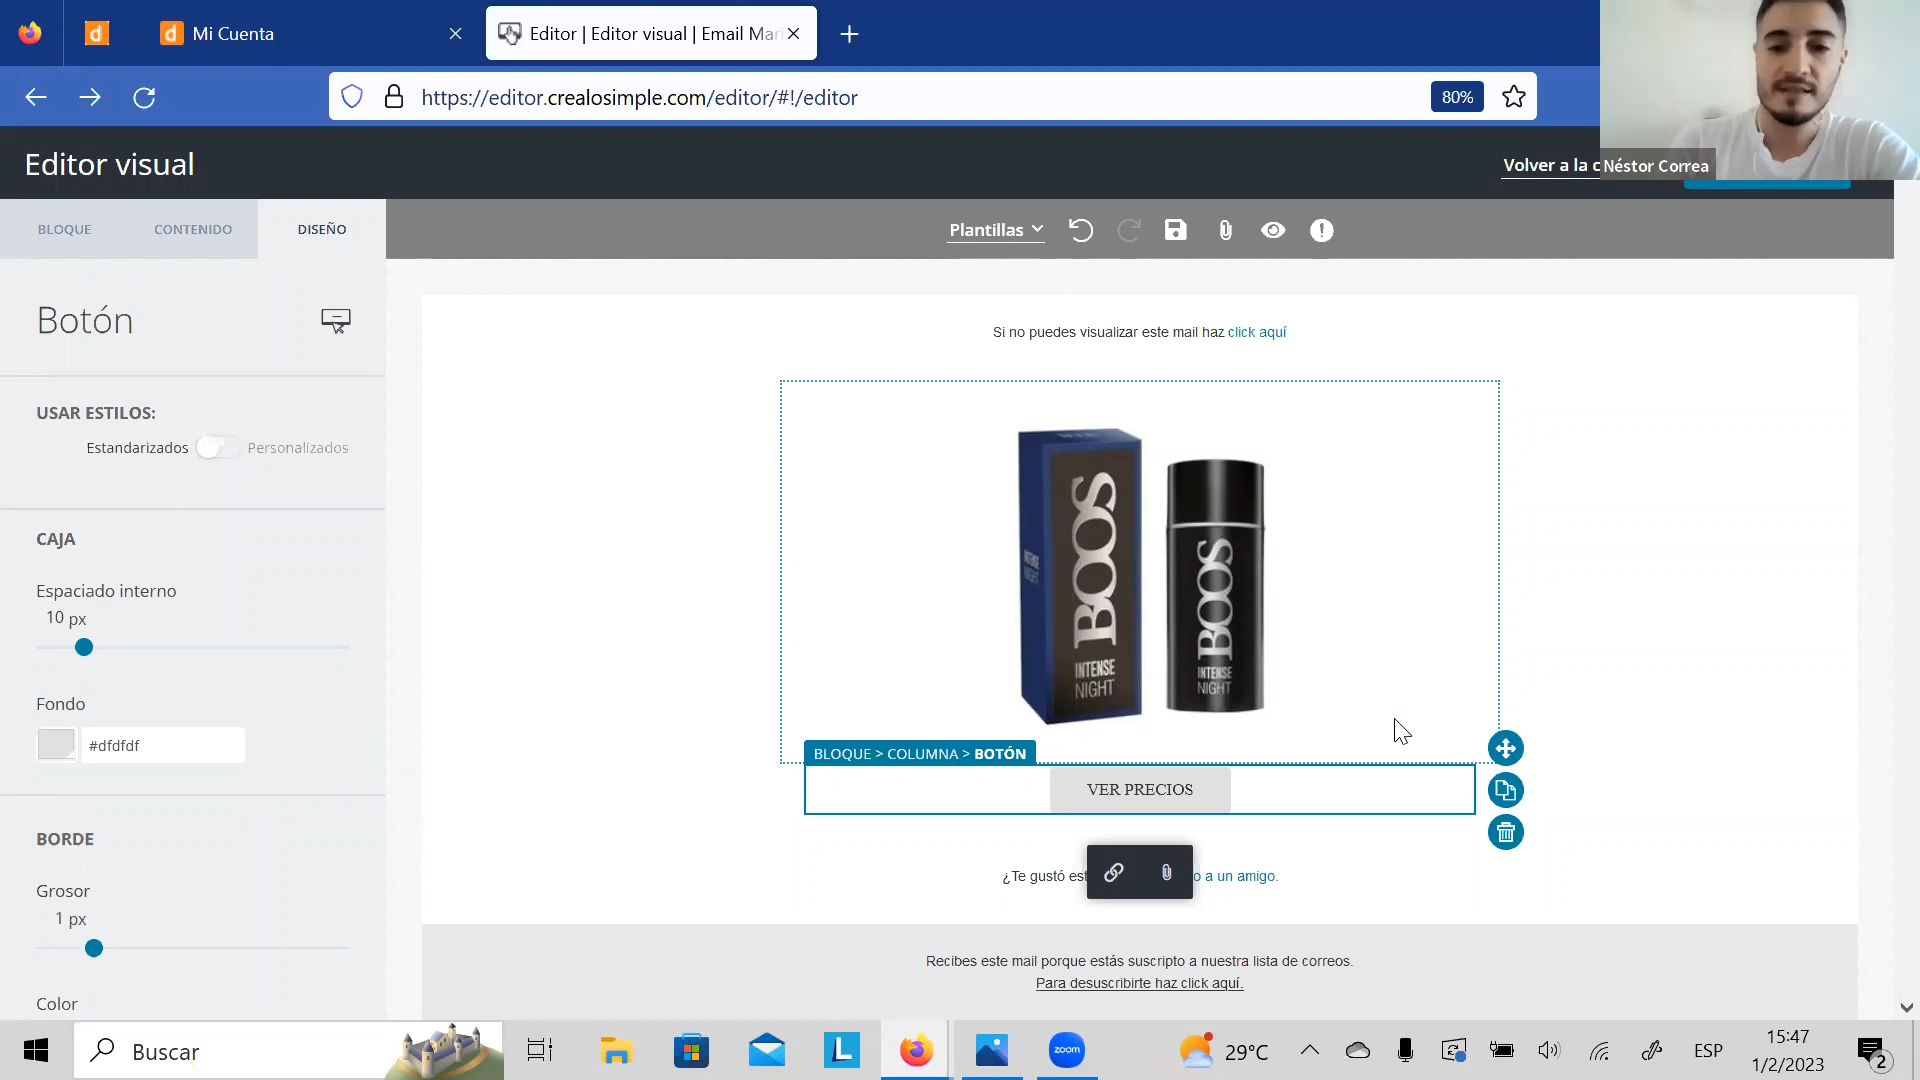 Mi Cuenta
Editor | Editor visual | Email Mar
https://editor.crealosimple.com/editor/#!/editor
80%
Editor visual
Volver a la c
Néstor Correa
BLOQUE
CONTENIDO
DISEÑO
Plantillas
Botón
USAR ESTILOS:
Estandarizados
Personalizados
CAJA
Espaciado interno
10 px
Fondo
#dfdfdf
BORDE
Grosor
1 px
Color
Si no puedes visualizar este mail haz click aquí
BOOS
INTENSE
NIGHT
BOOS
INTENSE
NIGHT
BLOQUE > COLUMNA > BOTÓN
VER PRECIOS
¿Te gustó est
o a un amigo.
Recibes este mail porque estás suscripto a nuestra lista de correos.
Para desuscribirte haz click aquí.
Buscar
L
zoom
29°C
ESP
15:47
1/2/2023
2